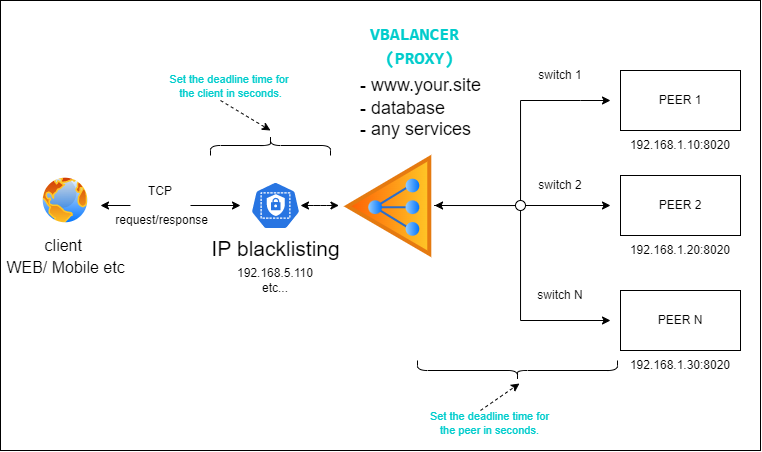 VBALANCER
(PROXY)
- www.your.site
- database
- any services
Set the deadline time for
the client in seconds.
switch 1
PEER 1
192.168.1.10:8020
TCP
request/response
client
WEB/ Mobile etc
IP blacklisting
192.168.5.110
etc...
switch 2
PEER 2
192.168.1.20:8020
switch N
PEER N
192.168.1.30:8020
Set the deadline time for
the peer in seconds.